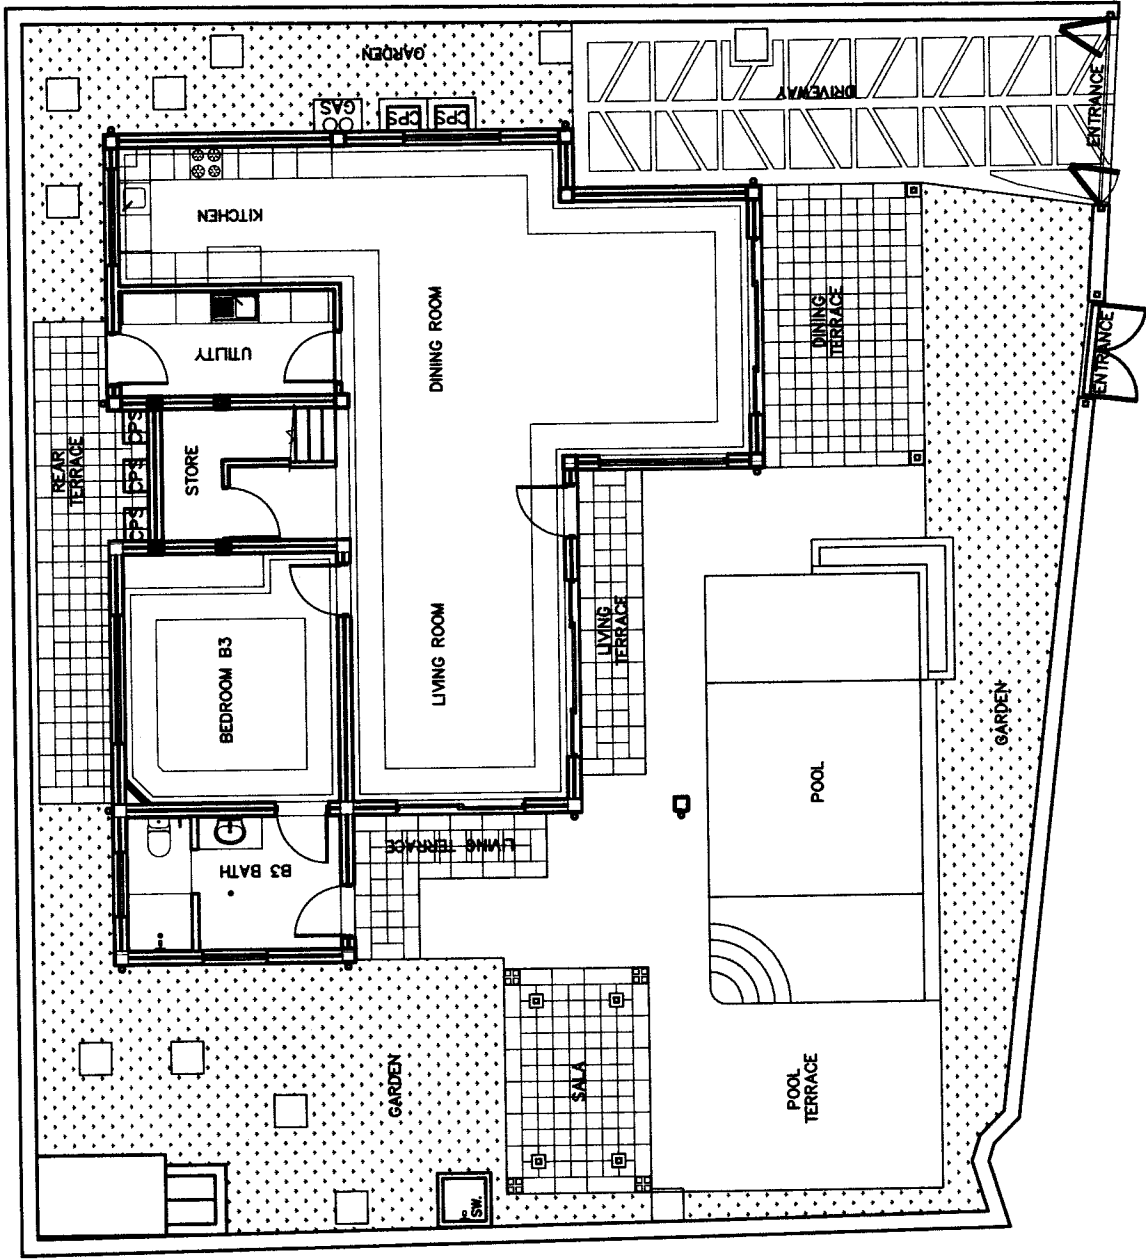 GARDEN
DRIVEWAY
ENTRANCE
GAS
CPS
CPS
KITCHEN
UTILITY
DINING ROOM
DINING
TERRACE
ENTRANCE
REAR
TERRACE
CPS
CPS
CPS
STORE
BEDROOM B3
LIVING ROOM
LIVING
TERRACE
GARDEN
POOL
B3 BATH
LIVING TERRACE
GARDEN
SALA
POOL
TERRACE
SW.